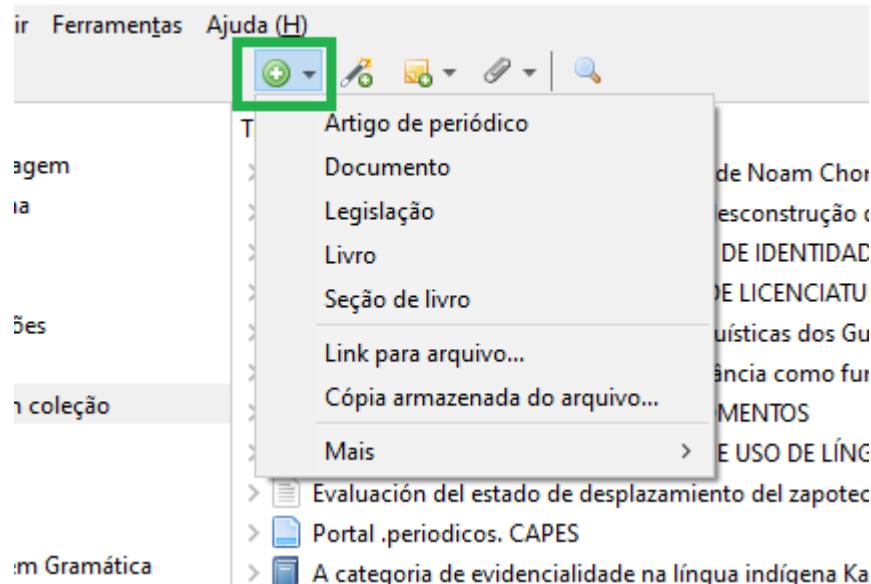 ir Ferramentas Ajuda (H)
T
Artigo de periódico
agem
Documento
de Noam Chor
na
Legislação
esconstrução d
Livro
DE IDENTIDAD
Seção de livro
DE LICENCIATU
ões
uísticas dos Gu
Link para arquivo...
ância como fur
m coleção
Cópia armazenada do arquivo...
MENTOS
Mais
E USO DE LÍNG
Evaluación del estado de desplazamiento del zapotec
Portal .periodicos. CAPES
em Gramática
A categoria de evidencialidade na língua indígena Ka